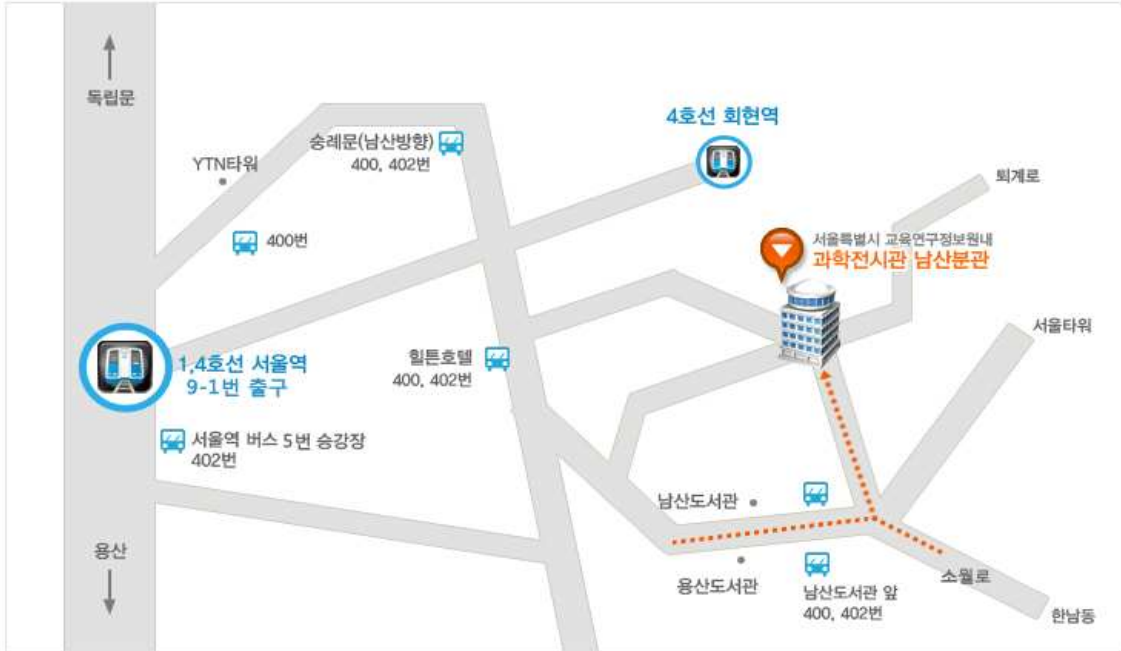 독립문
YTN타워
숭례문(남산방향)
400, 402번
4호선 회현역
퇴계로
400번
서울특별시 교육연구정보원내
과학전시관 남산분관
서울타워
1,4호선 서울역
9-1번 출구
힐튼호텔
400, 402번
서울역 버스 5번 승강장
402번
남산도서관
용산
용산도서관
남산도서관 앞
400, 402번
소월로
한남동